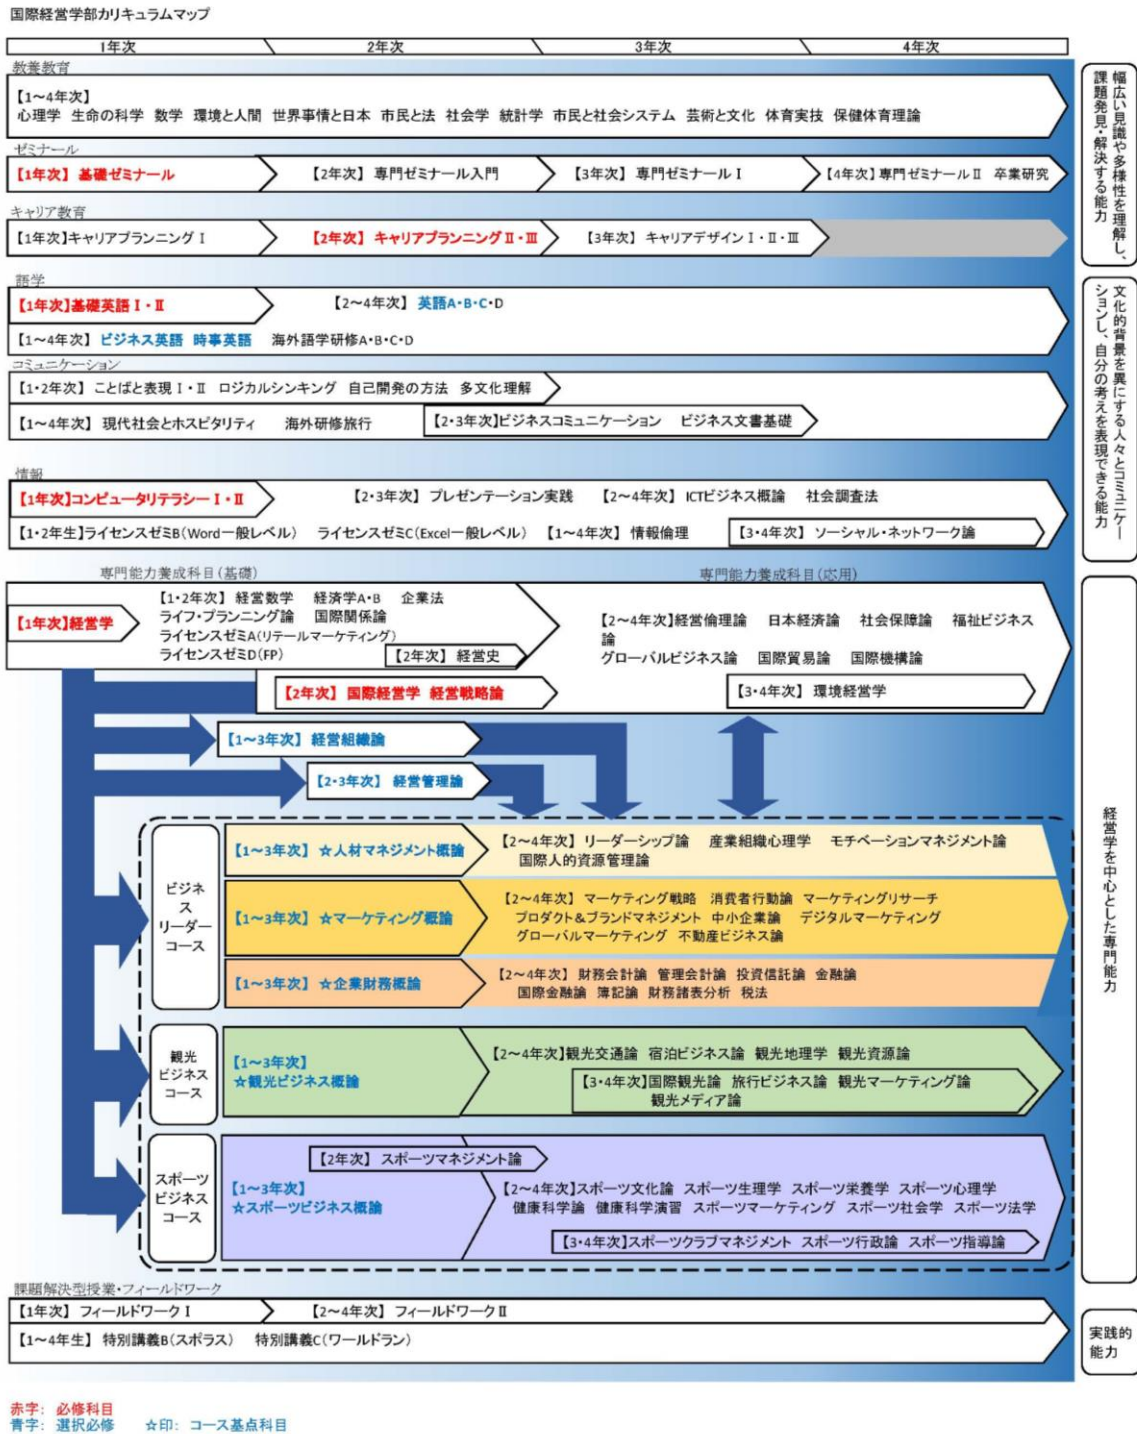 国際経営学部カリキュラムマップ
1年次 2年次 3年次 4年次
教養教育
【1～4年次】
心理学 生命の科学 数学 環境と人間 世界事情と日本 市民と法 社会学 統計学 市民と社会システム 芸術と文化 体育実技 保健体育理論
ゼミナール
【1年次】 基礎ゼミナール 【2年次】 専門ゼミナール入門 【3年次】 専門ゼミナールⅠ 【4年次】専門ゼミナールⅡ 卒業研究
キャリア教育
【1年次】キャリアプランニングⅠ 【2年次】 キャリアプランニングⅡ・Ⅲ 【3年次】 キャリアデザインⅠ・Ⅱ・Ⅲ
幅広い見識や多様性を理解し、
課題発見・解決する能力
語学
【1年次】基礎英語Ⅰ・Ⅱ 【2～4年次】 英語A・B・C・D
【1～4年次】 ビジネス英語 時事英語 海外語学研修A・B・C・D
コミュニケーション
【1・2年次】 ことばと表現Ⅰ・Ⅱ ロジカルシンキング 自己開発の方法 多文化理解
【1～4年次】 現代社会とホスピタリティ 海外研修旅行 【2・3年次】ビジネスコミュニケーション ビジネス文書基礎
情報
【1年次】コンピュータリテラシーⅠ・Ⅱ 【2・3年次】 プレゼンテーション実践 【2～4年次】 ICTビジネス概論 社会調査法
【1・2年生】ライセンスゼミB(Word一般レベル) ライセンスゼミC(Excel一般レベル) 【1～4年次】 情報倫理 【3・4年次】 ソーシャル・ネットワーク論
文化的背景を異にする人々とコミュニケー
ションし、自分の考えを表現できる能力
専門能力養成科目(基礎) 専門能力養成科目(応用)
【1年次】経営学
【1・2年次】 経営数学 経済学A・B 企業法
ライフ・プランニング論 国際関係論
ライセンスゼミA(リテールマーケティング)
ライセンスゼミD(FP) 【2年次】 経営史
【2～4年次】経営倫理論 日本経済論 社会保障論 福祉ビジネス
論
グローバルビジネス論 国際貿易論 国際機構論
【2年次】 国際経営学 経営戦略論 【3・4年次】 環境経営学
【1～3年次】 経営組織論
【2・3年次】 経営管理論
ビジネ
ス
リーダー
コース
【1～3年次】 ☆人材マネジメント概論
【2～4年次】 リーダーシップ論 産業組織心理学 モチベーションマネジメント論
国際人的資源管理論
【1～3年次】 ☆マーケティング概論
【2～4年次】 マーケティング戦略 消費者行動論 マーケティングリサーチ
プロダクト＆ブランドマネジメント 中小企業論 デジタルマーケティング
グローバルマーケティング 不動産ビジネス論
【1～3年次】 ☆企業財務概論
【2～4年次】 財務会計論 管理会計論 投資信託論 金融論
国際金融論 簿記論 財務諸表分析 税法
観光
ビジネス
コース
【1～3年次】
☆観光ビジネス概論
【2～4年次】観光交通論 宿泊ビジネス論 観光地理学 観光資源論
【3・4年次】国際観光論 旅行ビジネス論 観光マーケティング論
観光メディア論
スポーツ
ビジネス
コース
【2年次】 スポーツマネジメント論
【1～3年次】
☆スポーツビジネス概論
【2～4年次】スポーツ文化論 スポーツ生理学 スポーツ栄養学 スポーツ心理学
健康科学論 健康科学演習 スポーツマーケティング スポーツ社会学 スポーツ法学
【3・4年次】スポーツクラブマネジメント スポーツ行政論 スポーツ指導論
経営学を中心とした専門能力
課題解決型授業・フィールドワーク
【1年次】 フィールドワークⅠ 【2～4年次】 フィールドワークⅡ
【1～4年生】 特別講義B(スポラス) 特別講義C(ワールドラン)
実践的
能力
赤字： 必修科目
青字： 選択必修 ☆印： コース基点科目